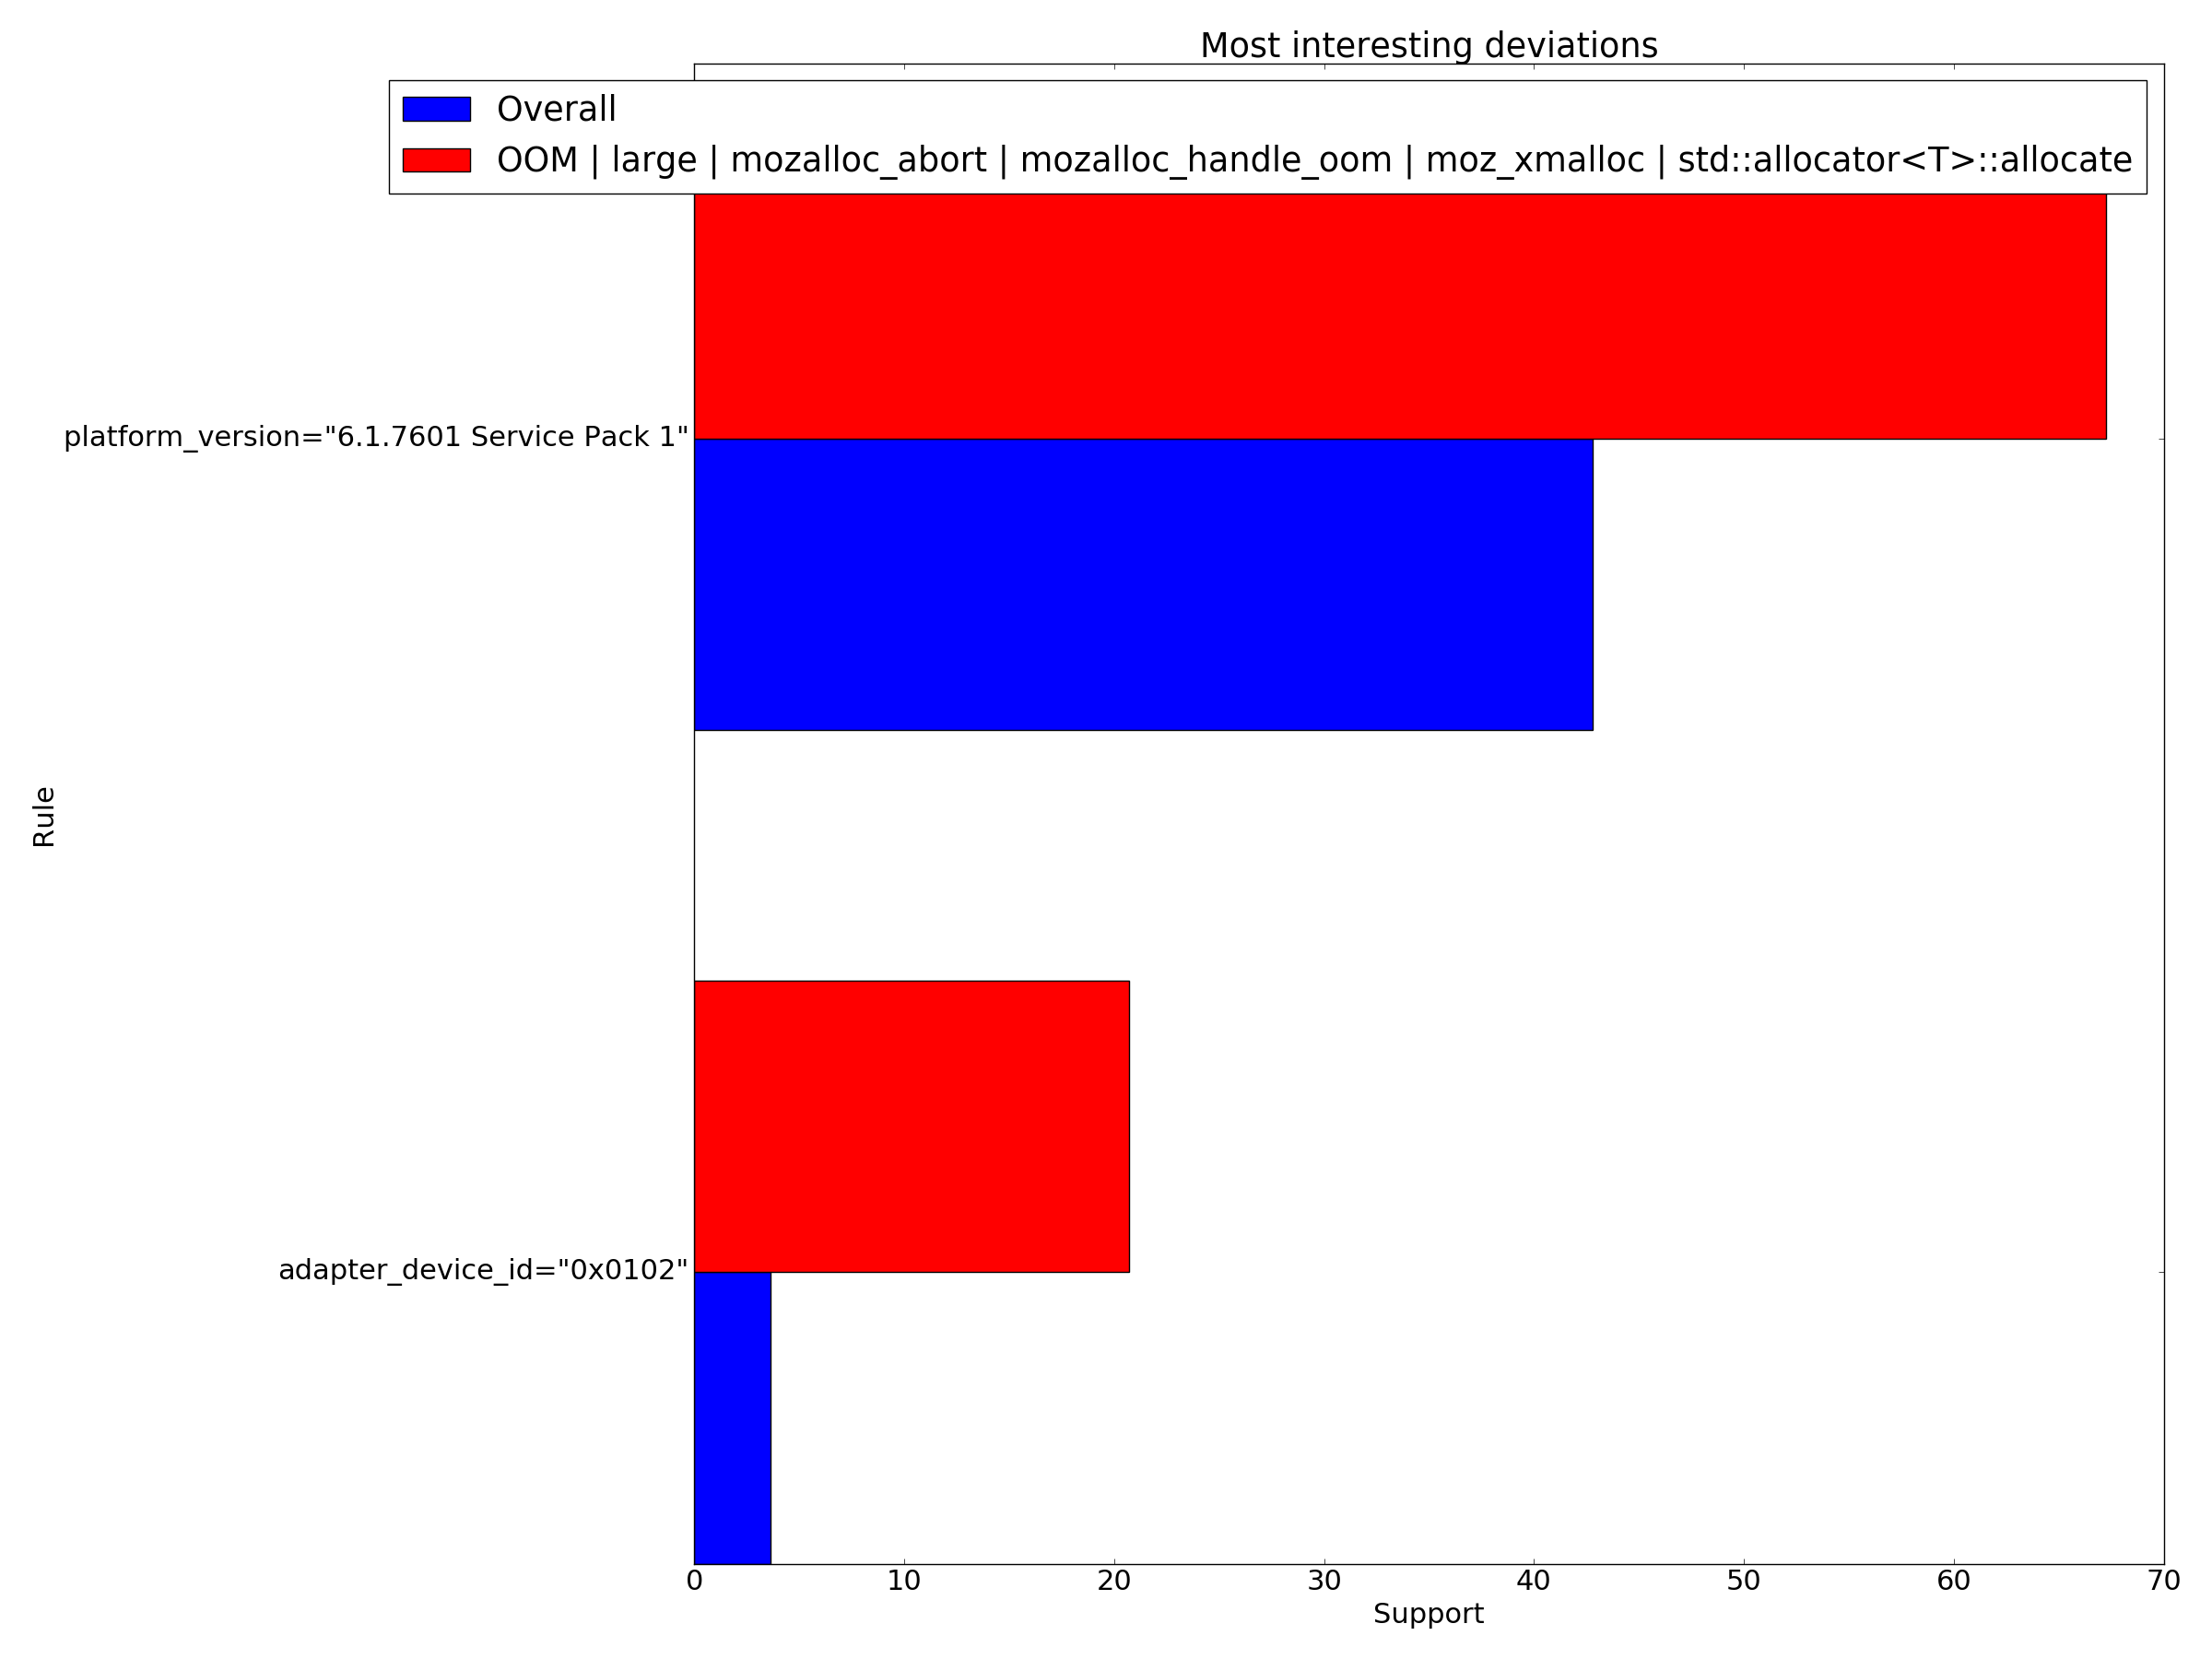 Most interesting deviations
Overall
OOM | large | mozalloc_abort | mozalloc_handle_oom | moz_xmalloc | std::allocator<T>::allocate
platform_version="6.1.7601 Service Pack 1"
Rule
adapter_device_id="0x0102"
0 10 20 30 40 50 60 70
Support